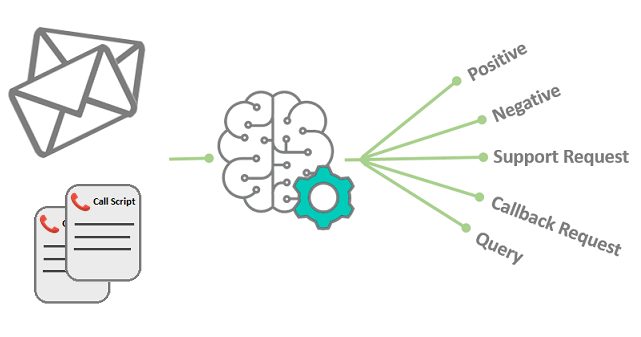 Positive
Negative
Support Request
Callback Request
Query
Call Script
C